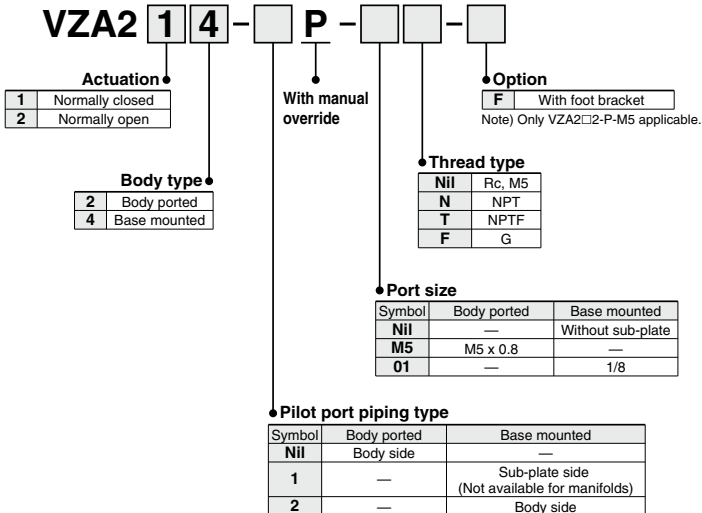 VZA2 1 4 - P - -
Actuation
1 Normally closed
2 Normally open
With manual
override
Option
F With foot bracket
Note) Only VZA2□2-P-M5 applicable.
Body type
2 Body ported
4 Base mounted
Thread type
Nil Rc, M5
N NPT
T NPTF
F G
Port size
Symbol Body ported Base mounted
Nil — Without sub-plate
M5 M5 x 0.8 —
01 — 1/8
Pilot port piping type
Symbol Body ported Base mounted
Nil Body side —
1 — Sub-plate side
(Not available for manifolds)
2 — Body side